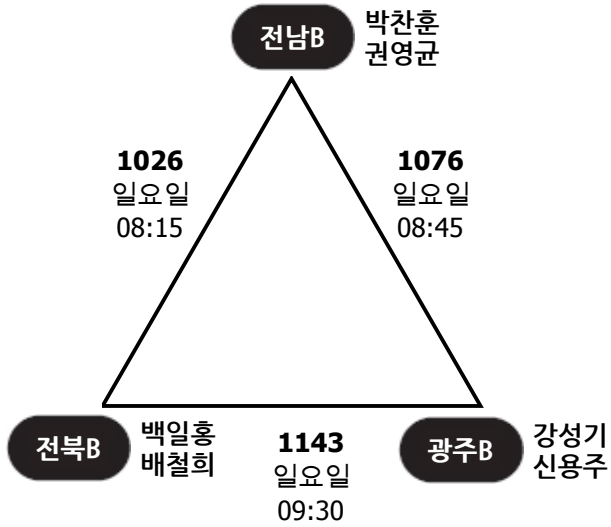 전남B
박찬훈
권영균
1026
일요일
08:15
1076
일요일
08:45
전북B
백일홍
배철희
1143
일요일
09:30
광주B
강성기
신용주